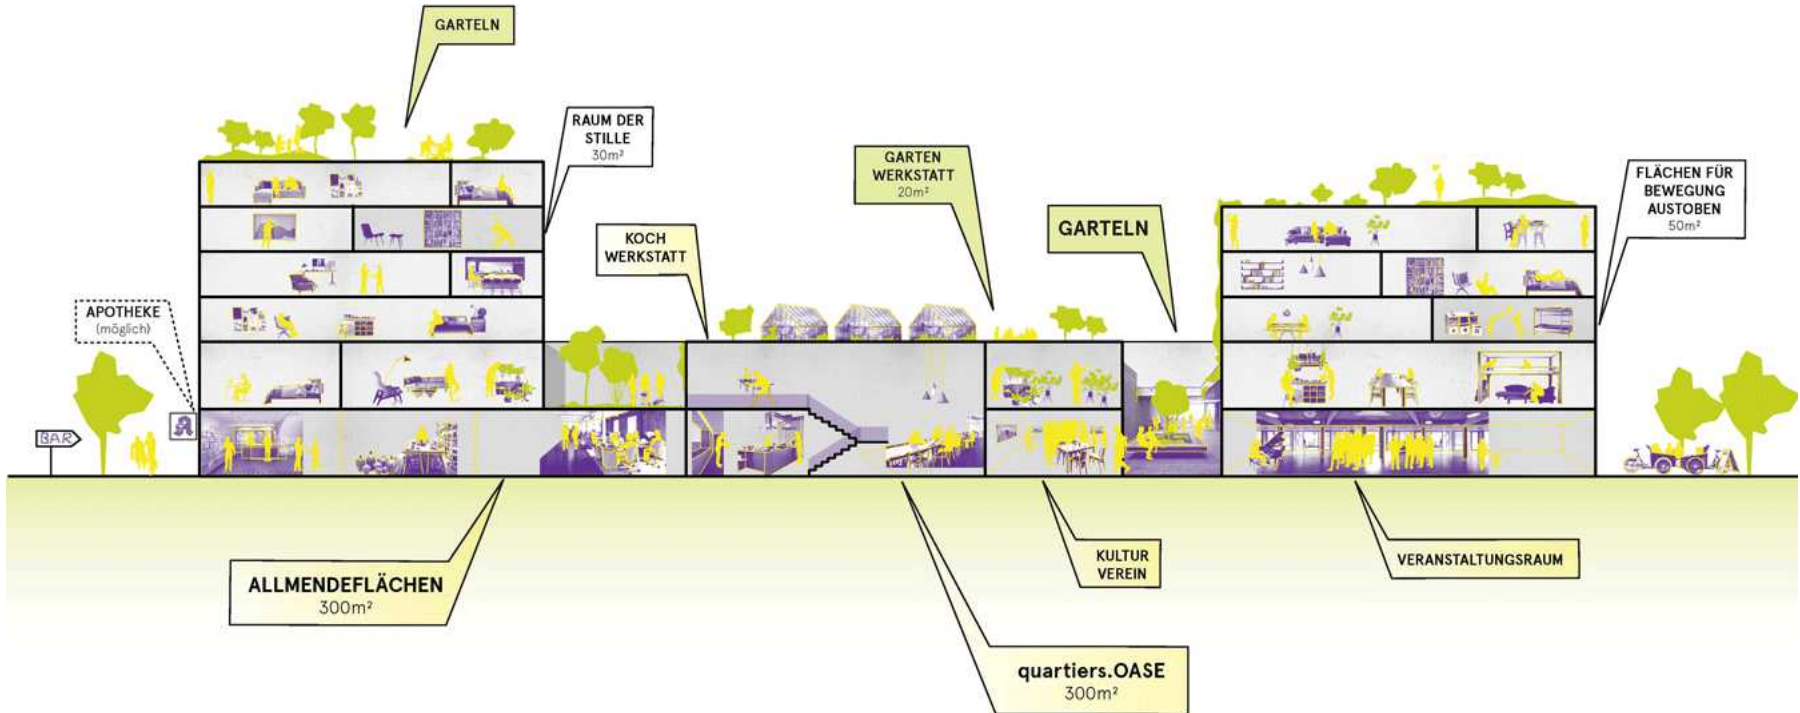 GARTELN
RAUM DER
STILLE
30m²
GARTEN
WERKSTATT
20m²
FLÄCHEN FÜR
BEWEGUNG
AUSTOBEN
50m²
GARTELN
KOCH
WERKSTATT
APOTHEKE
(möglich)
BAR
ALLMENDEFLÄCHEN
300m²
KULTUR
VEREIN
VERANSTALTUNGSRAUM
quartiers.OASE
300m²